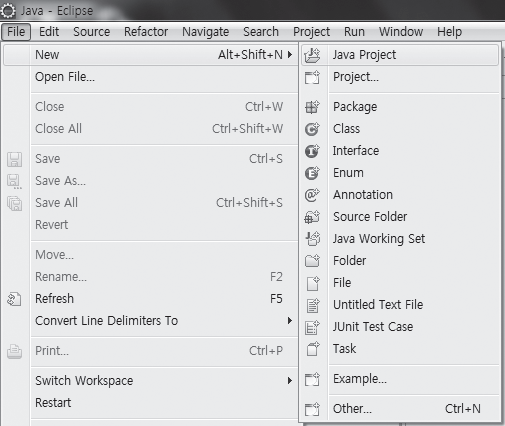 Java - Eclipse
File Edit Source Refactor Navigate Search Project Run Window Help
New Alt+Shift+N
Open File...
Close Ctrl+W
Close All Ctrl+Shift+W
Save Ctrl+S
Save As...
Save All Ctrl+Shift+S
Revert
Move...
Rename... F2
Refresh F5
Convert Line Delimiters To
Print... Ctrl+P
Switch Workspace
Restart
Java Project
Project...
Package
Class
Interface
Enum
Annotation
Source Folder
Java Working Set
Folder
File
Untitled Text File
JUnit Test Case
Task
Example...
Other... Ctrl+N